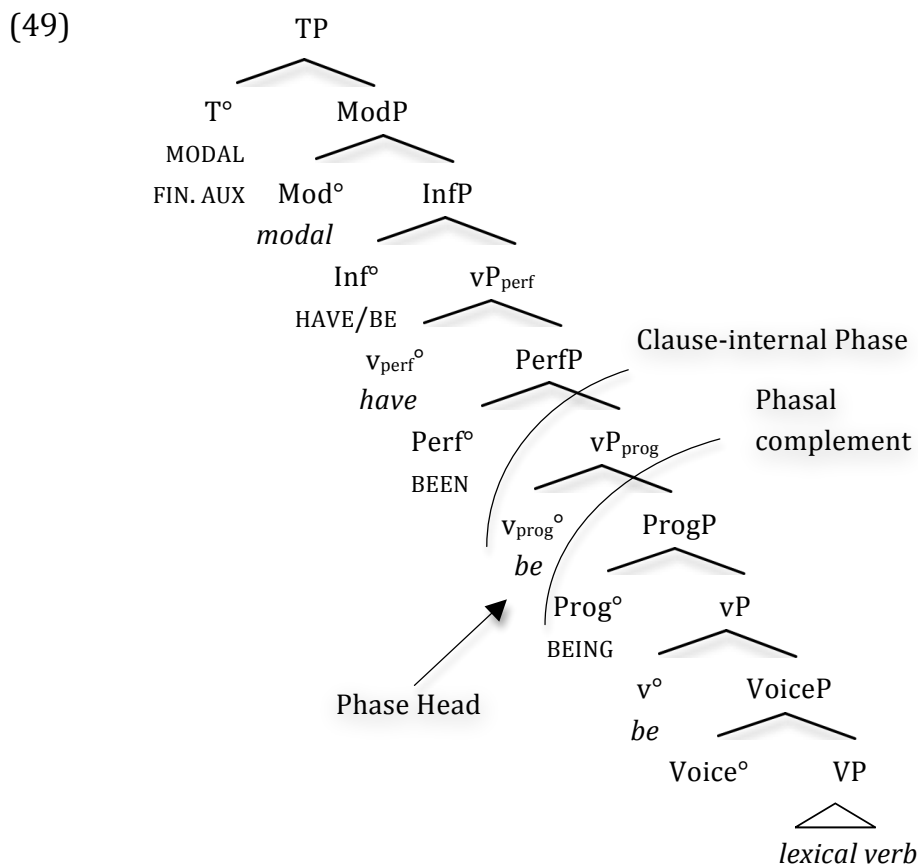 (49)
TP
T° ModP
MODAL
FIN. AUX Mod° InfP
modal
Inf° vPperf
HAVE/BE
Clause-internal Phase
vperf° PerfP
have
Phasal
complement
Perf° vPprog
BEEN
vprog° ProgP
be
Prog° vP
BEING
Phase Head
v° VoiceP
be
Voice° VP
lexical verb